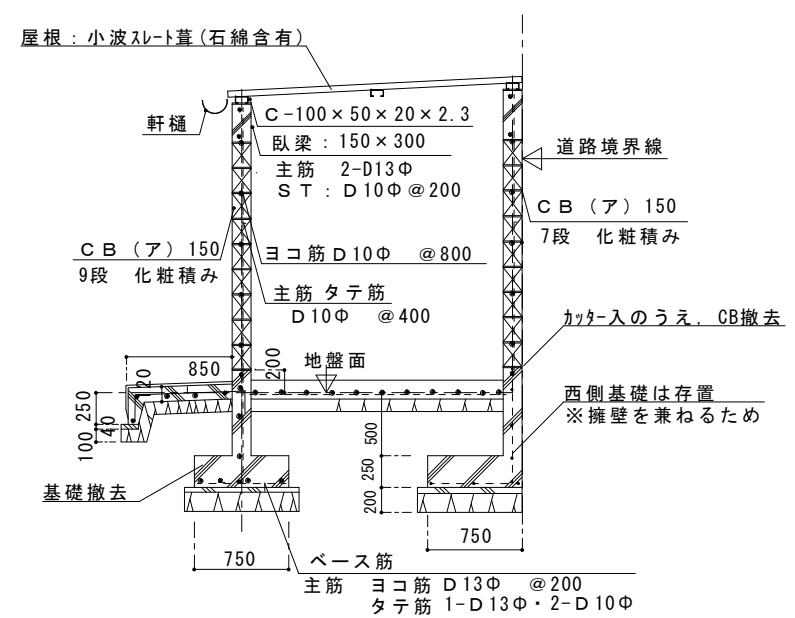 屋根：小波スレート葺(石綿含有)
軒樋
C-100×50×20×2.3
臥梁：150×300
主筋 2-D13Φ
ST：D10Φ@200
道路境界線
CB（ア）150
7段 化粧積み
CB（ア）150
9段 化粧積み
ヨコ筋D10Φ @800
主筋 タテ筋
D10Φ @400
カッター入のうえ, CB撤去
850
20
200
地盤面
250
100
40
西側基礎は存置
※擁壁を兼ねるため
500
250
200
基礎撤去
750
750
ベース筋
主筋 ヨコ筋 D13Φ @200
タテ筋 1-D13Φ・2-D10Φ